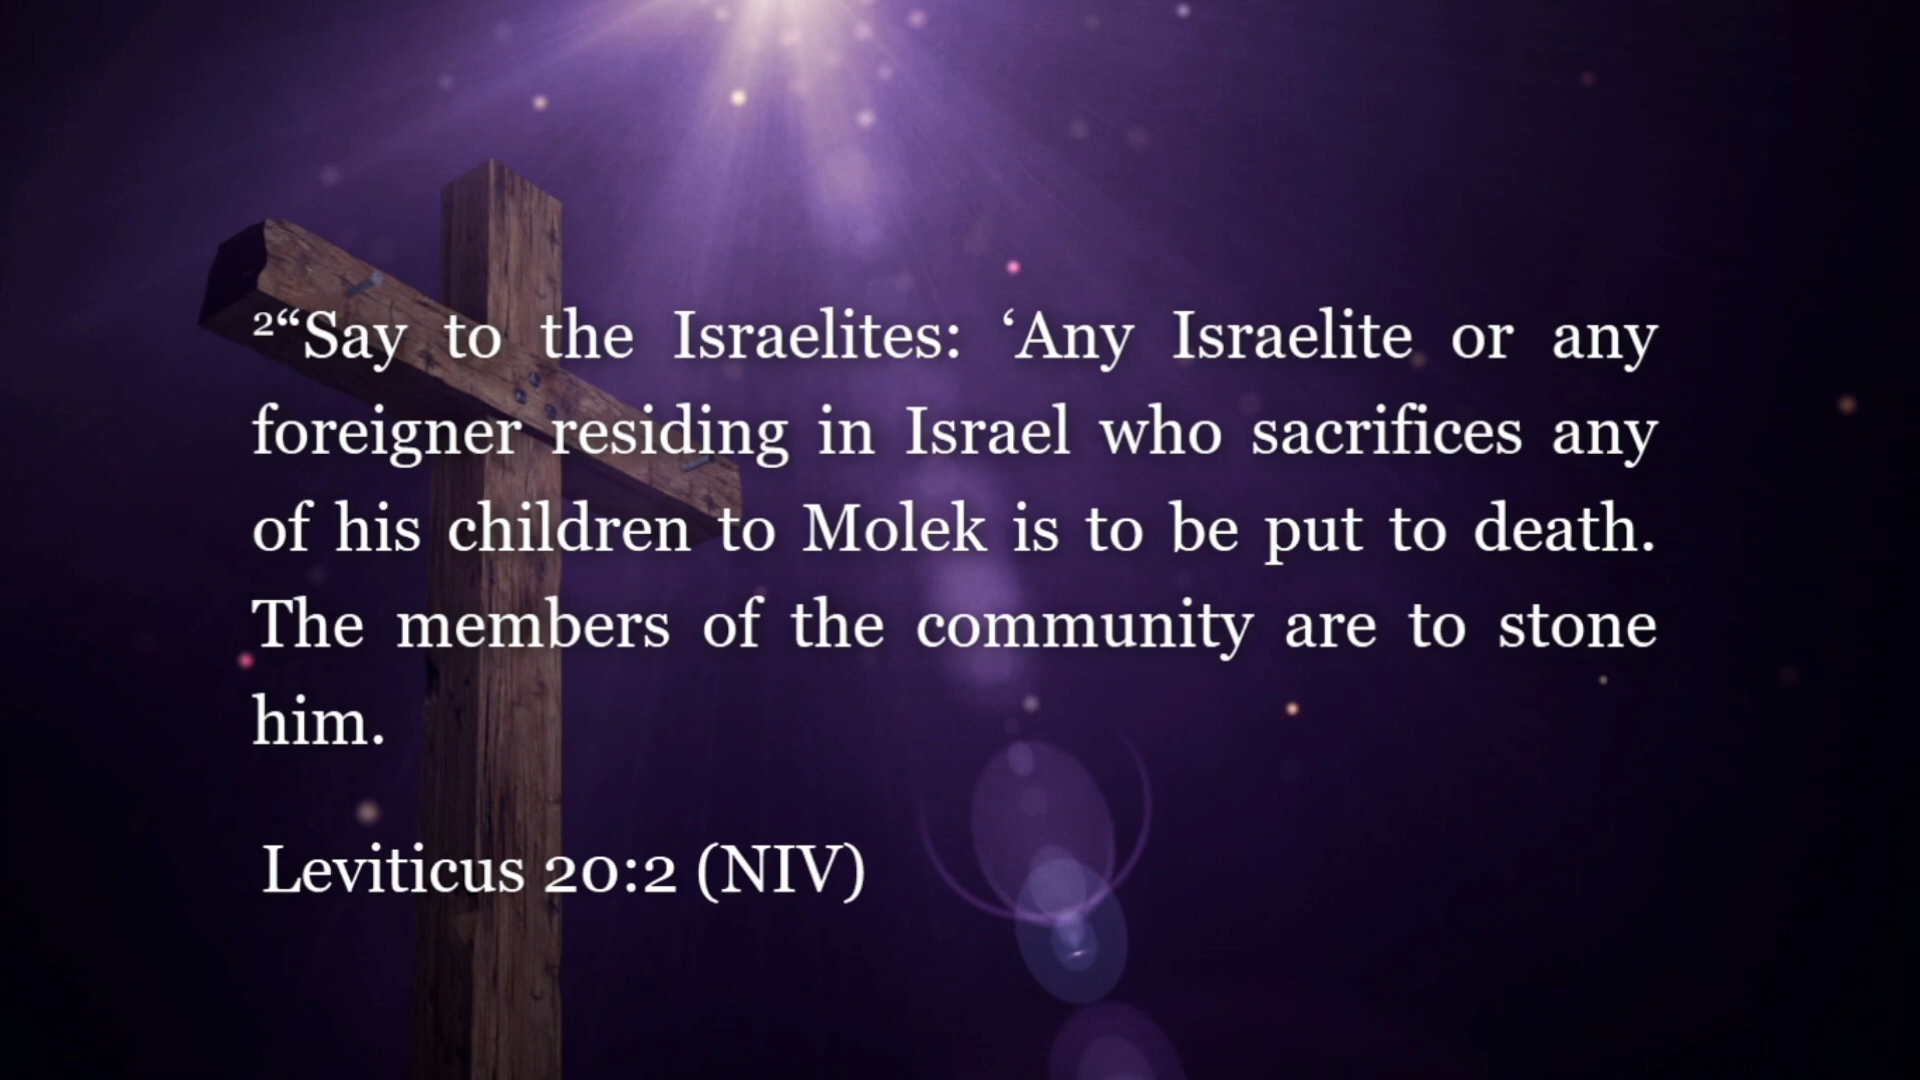 ²“Say to the Israelites: ‘Any Israelite or any
foreigner residing in Israel who sacrifices any
of his children to Molek is to be put to death.
The members of the community are to stone
him.
Leviticus 20:2 (NIV)